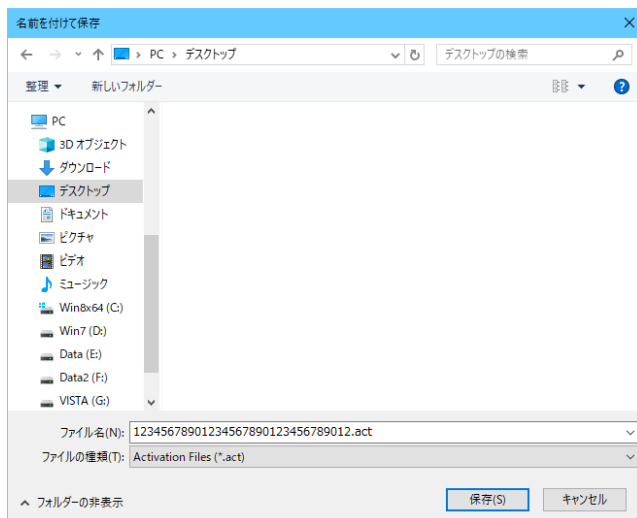 名前を付けて保存
PC › デスクトップ
デスクトップの検索
整理
新しいフォルダー
PC
3D オブジェクト
ダウンロード
デスクトップ
ドキュメント
ピクチャ
ビデオ
ミュージック
Win8x64 (C:)
Win7 (D:)
Data (E:)
Data2 (F:)
VISTA (G:)
ファイル名(N): 12345678901234567890123456789012.act
ファイルの種類(T): Activation Files (*.act)
フォルダーの非表示
保存(S)
キャンセル